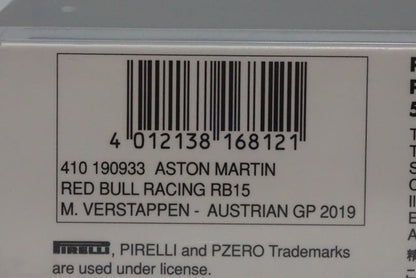 4 012138 168121
410 190933 ASTON MARTIN
RED BULL RACING RB15
M. VERSTAPPEN - AUSTRIAN GP 2019
PIRELLI, PIRELLI and PZERO Trademarks
are used under license.